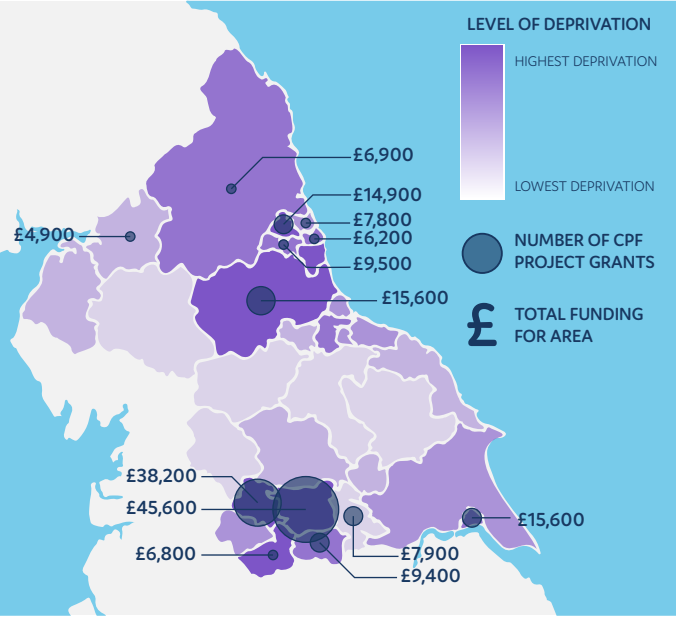 LEVEL OF DEPRIVATION
HIGHEST DEPRIVATION
LOWEST DEPRIVATION
NUMBER OF CPF
PROJECT GRANTS
£
TOTAL FUNDING
FOR AREA
£6,900
£14,900
£7,800
£4,900
£6,200
£9,500
£15,600
£38,200
£45,600
£15,600
£6,800
£7,900
£9,400